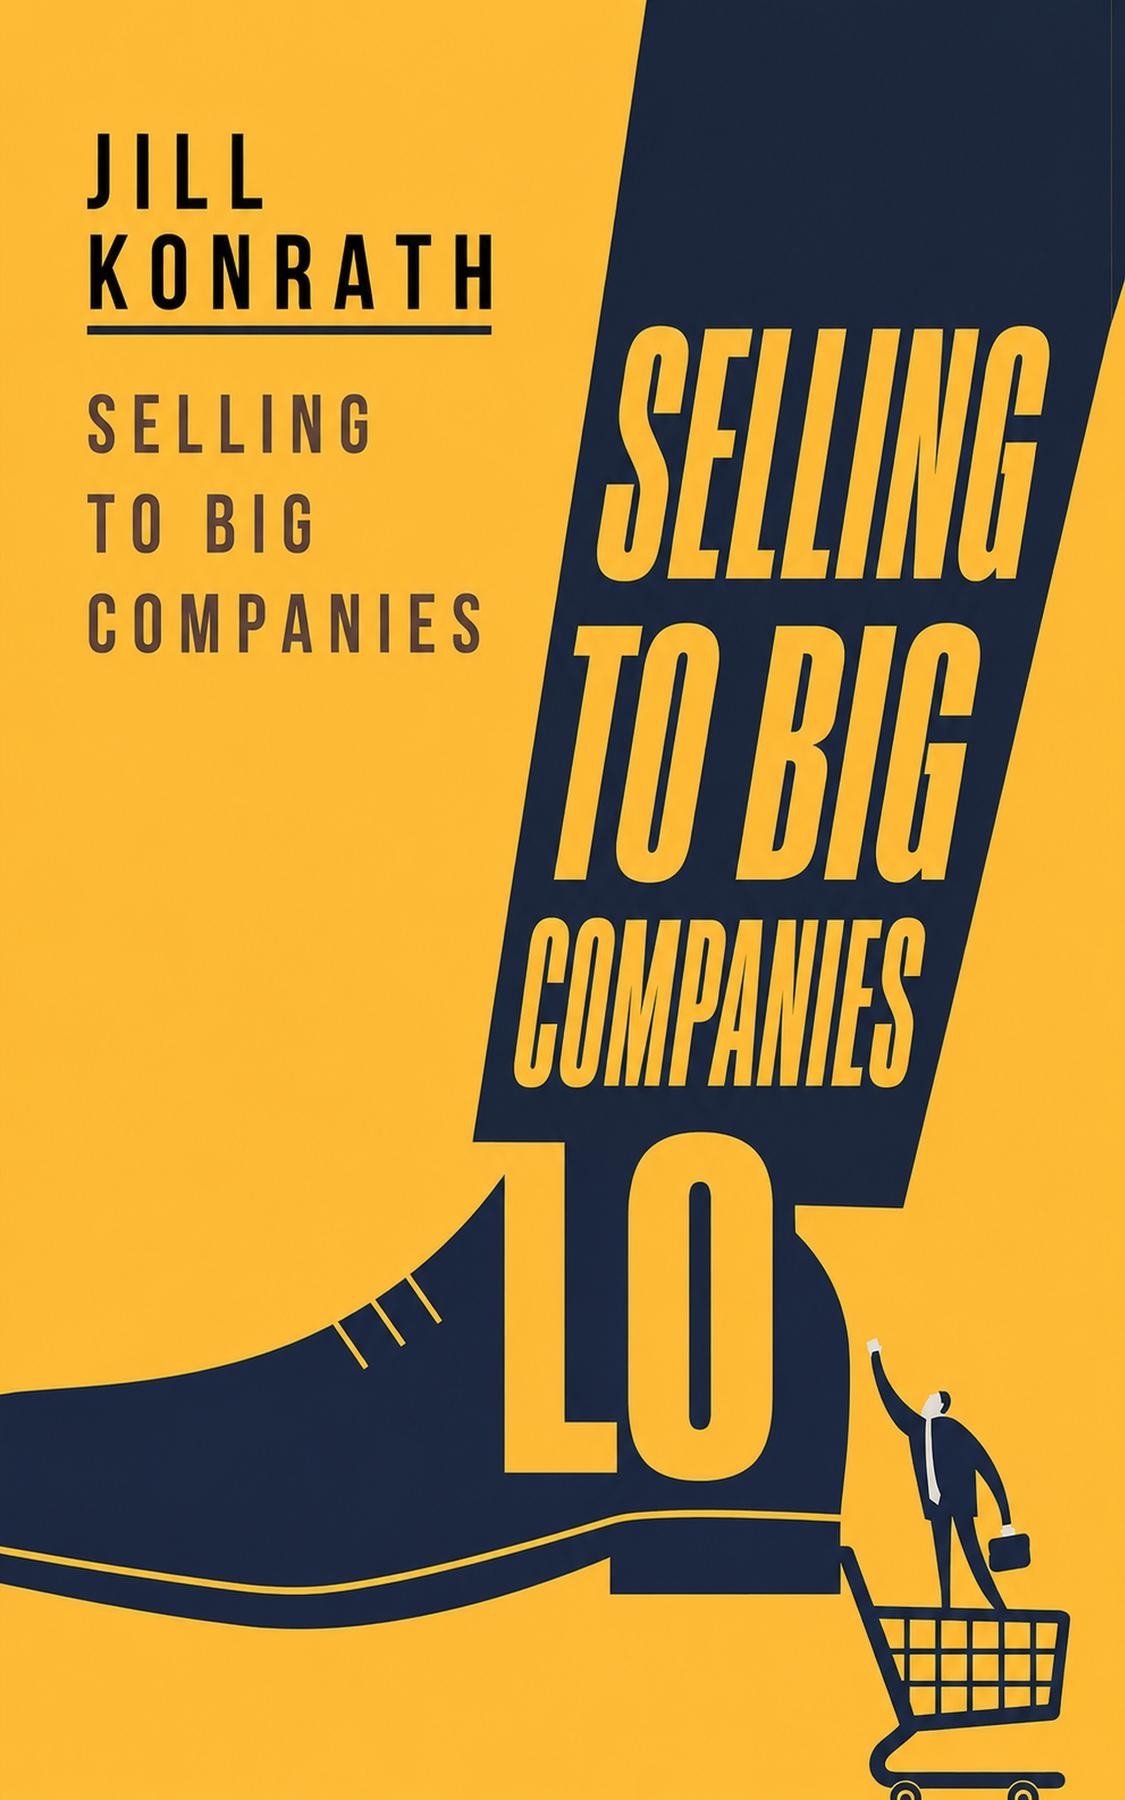 JILL
KONRATH
SELLING
TO BIG
COMPANIES
SELLING
TO BIG
COMPANIES
LO